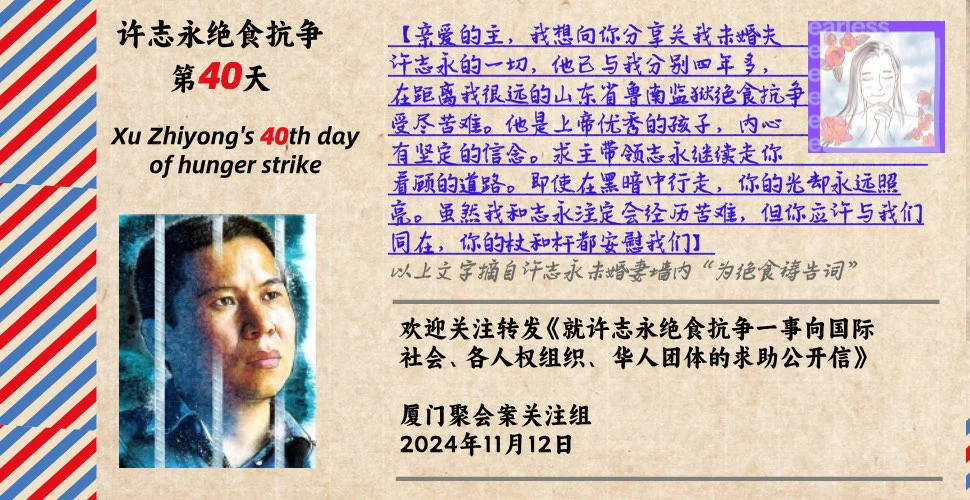 许志永绝食抗争
第40天
Xu Zhiyong's 40th day
of hunger strike
【亲爱的主，我想向你分享关我未婚夫
许志永的一切，他已与我分别四年多，
在距离我很远的山东省鲁南监狱绝食抗争
受尽苦难。他是上帝优秀的孩子，内心
有坚定的信念。求主带领志永继续走你
看顾的道路。即使在黑暗中行走，你的光却永远照
亮。虽然我和志永注定会经历苦难，但你应许与我们
同在，你的杖和杆都安慰我们】
以上文字摘自许志永未婚妻墙内“为绝食祷告词”
earless
欢迎关注转发《就许志永绝食抗争一事向国际
社会、各人权组织、华人团体的求助公开信》
厦门聚会案关注组
2024年11月12日